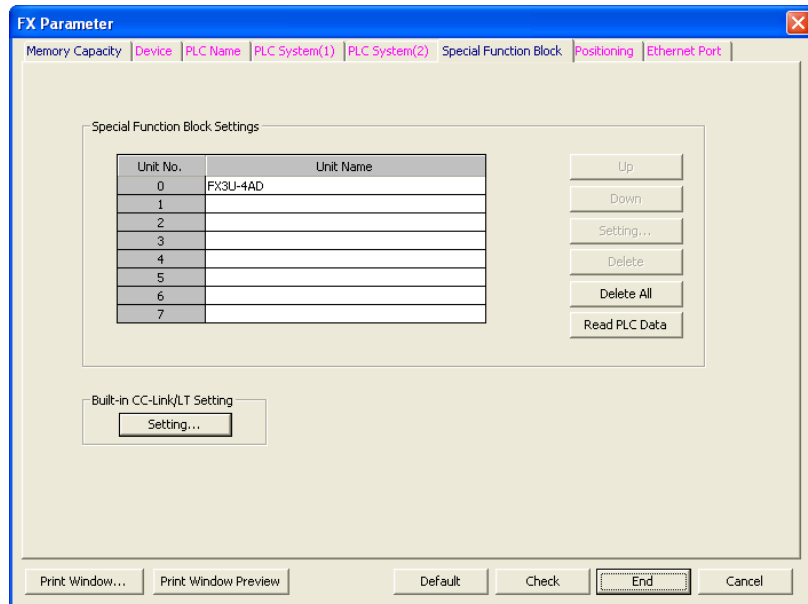 FX Parameter
Memory Capacity Device PLC Name PLC System(1) PLC System(2) Special Function Block Positioning Ethernet Port
Special Function Block Settings
Unit No. Unit Name
0 FX3U-4AD
1
2
3
4
5
6
7
Up
Down
Setting...
Delete
Delete All
Read PLC Data
Built-in CC-Link/LT Setting
Setting...
Print Window... Print Window Preview Default Check End Cancel